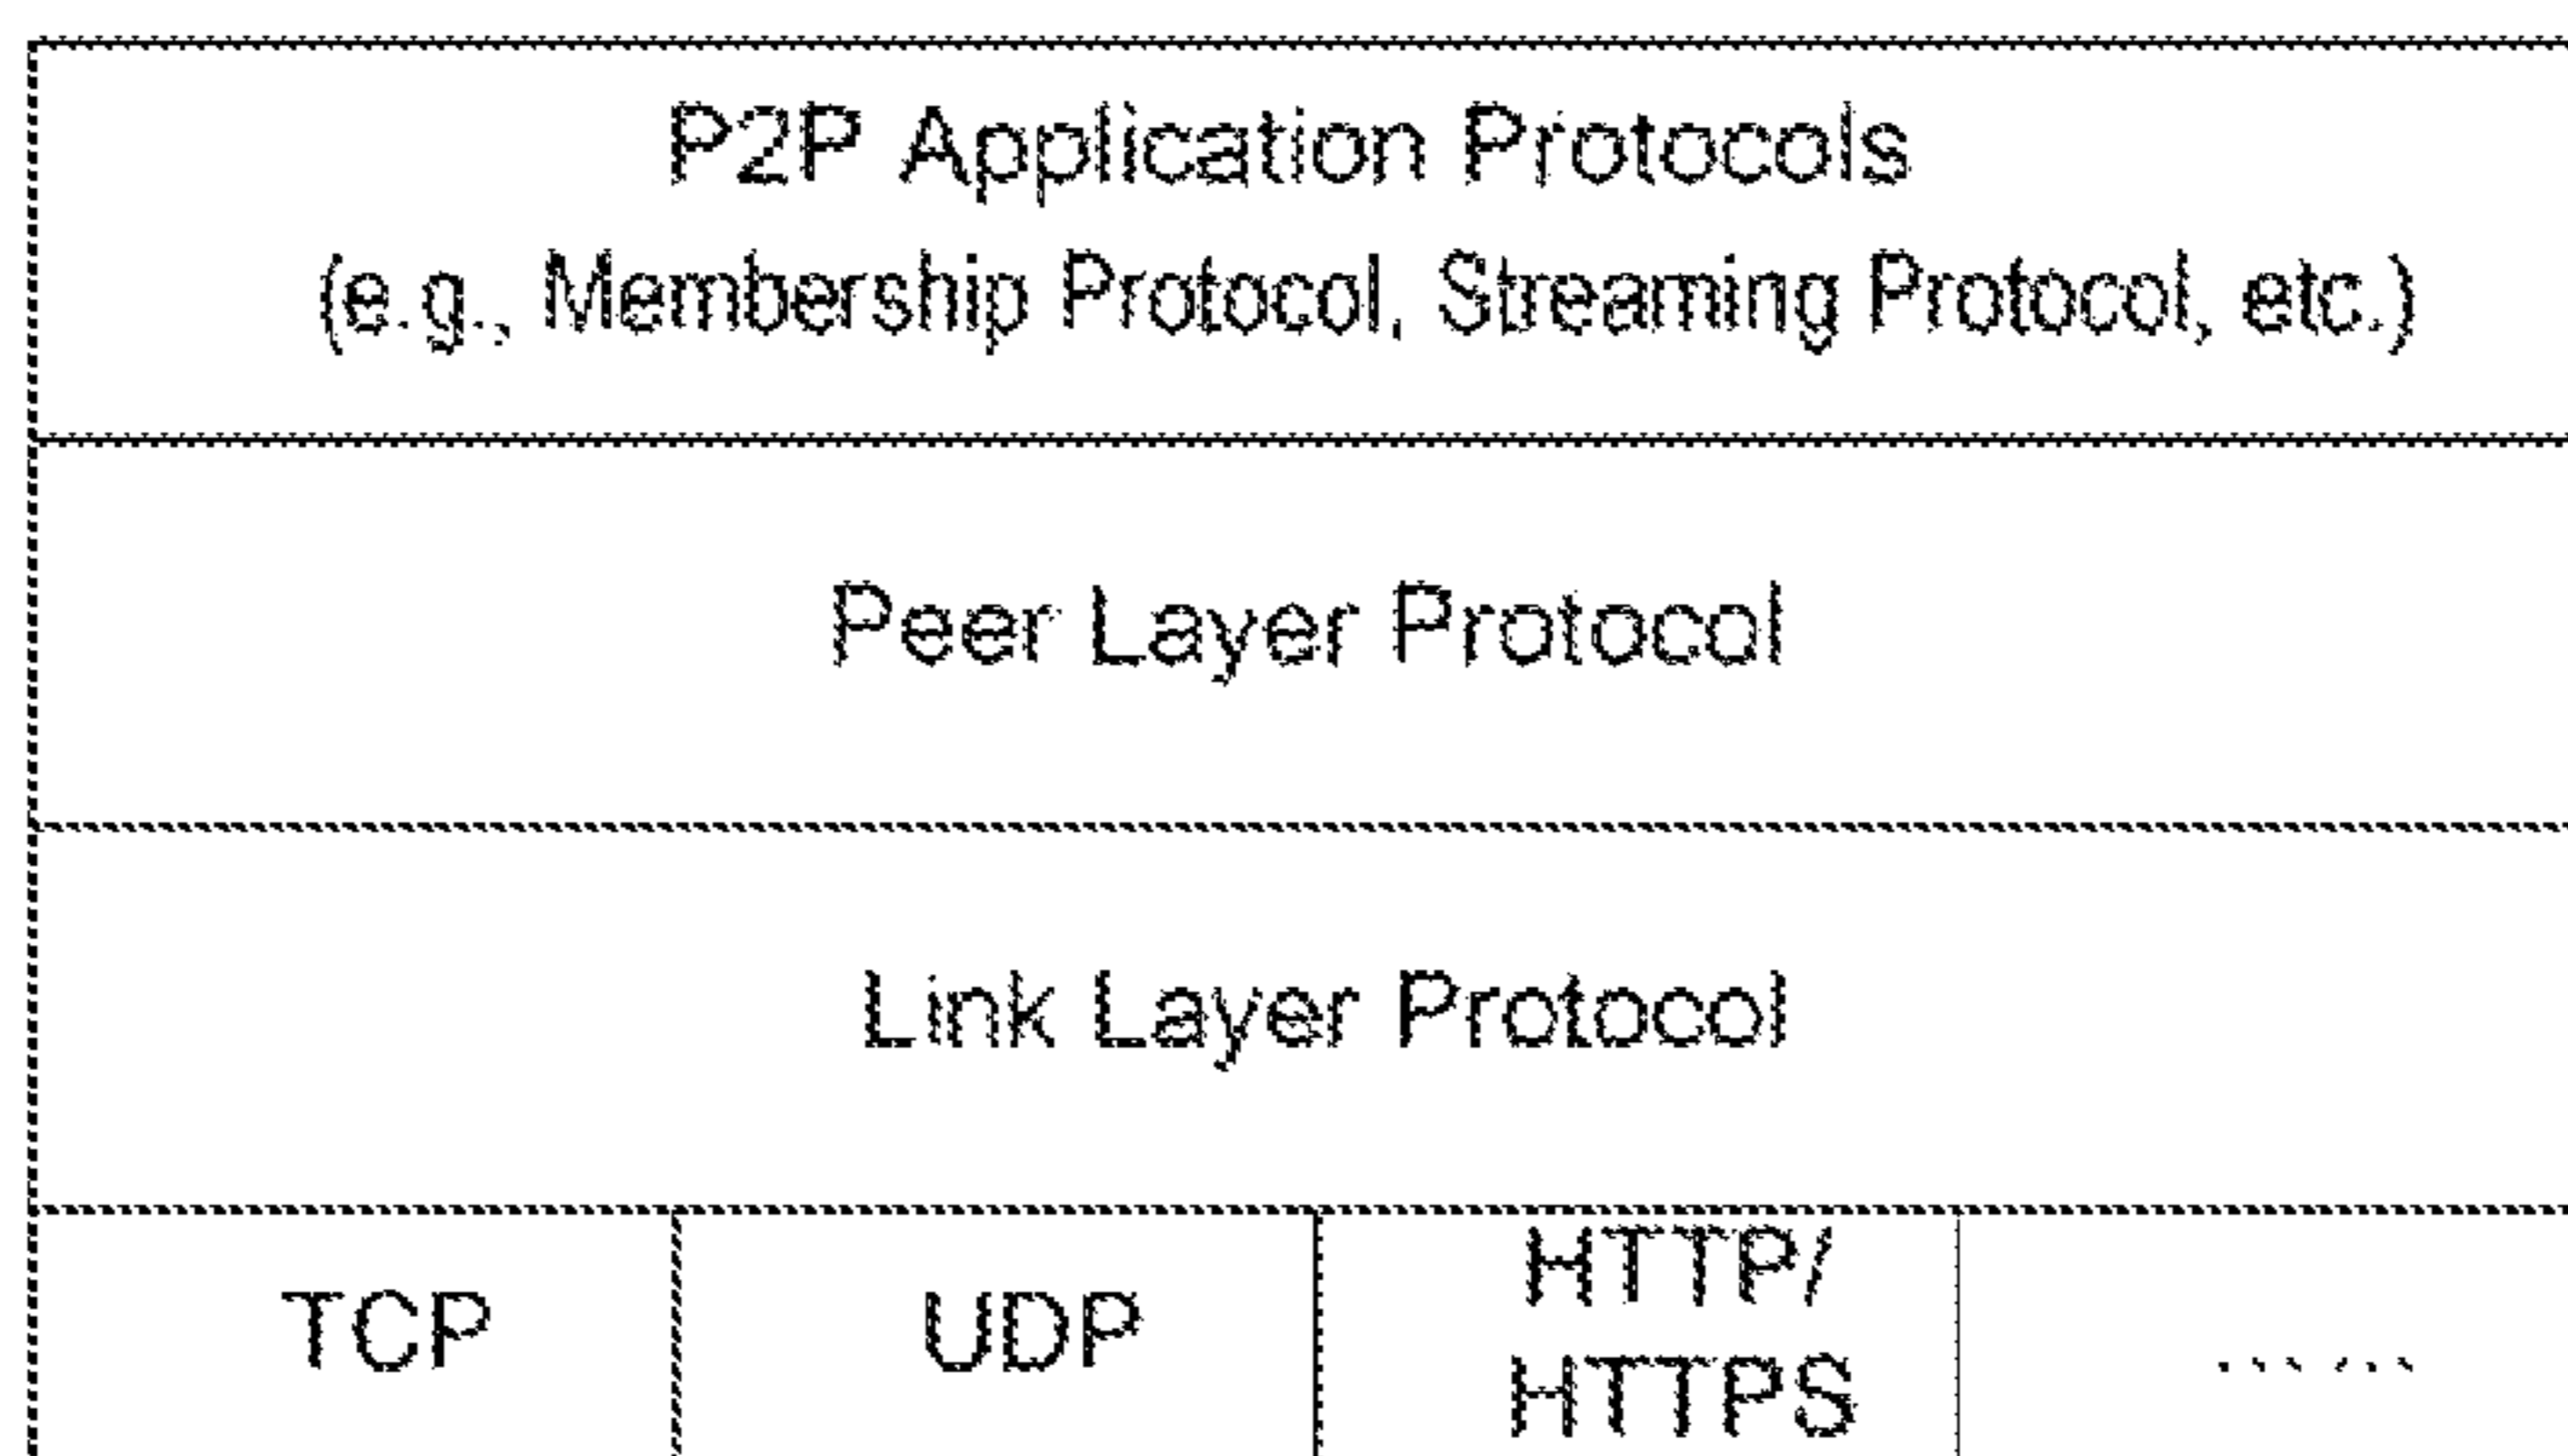 P2P Application Protocols
(e.g., Membership Protocol, Streaming Protocol, etc.)
Peer Layer Protocol
Link Layer Protocol
TCP
UDP
HTTP/
HTTPS
......